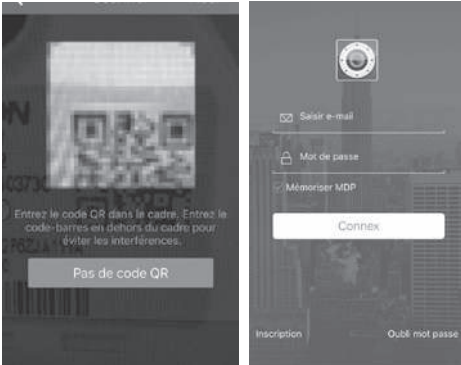 Entrez le code QR dans le cadre. Entrez le
code-barres en dehors du cadre pour
éviter les interférences.
Pas de code QR
Saisir e-mail
Mot de passe
Mémoriser MDP
Connex
Inscription
Oubli mot passe